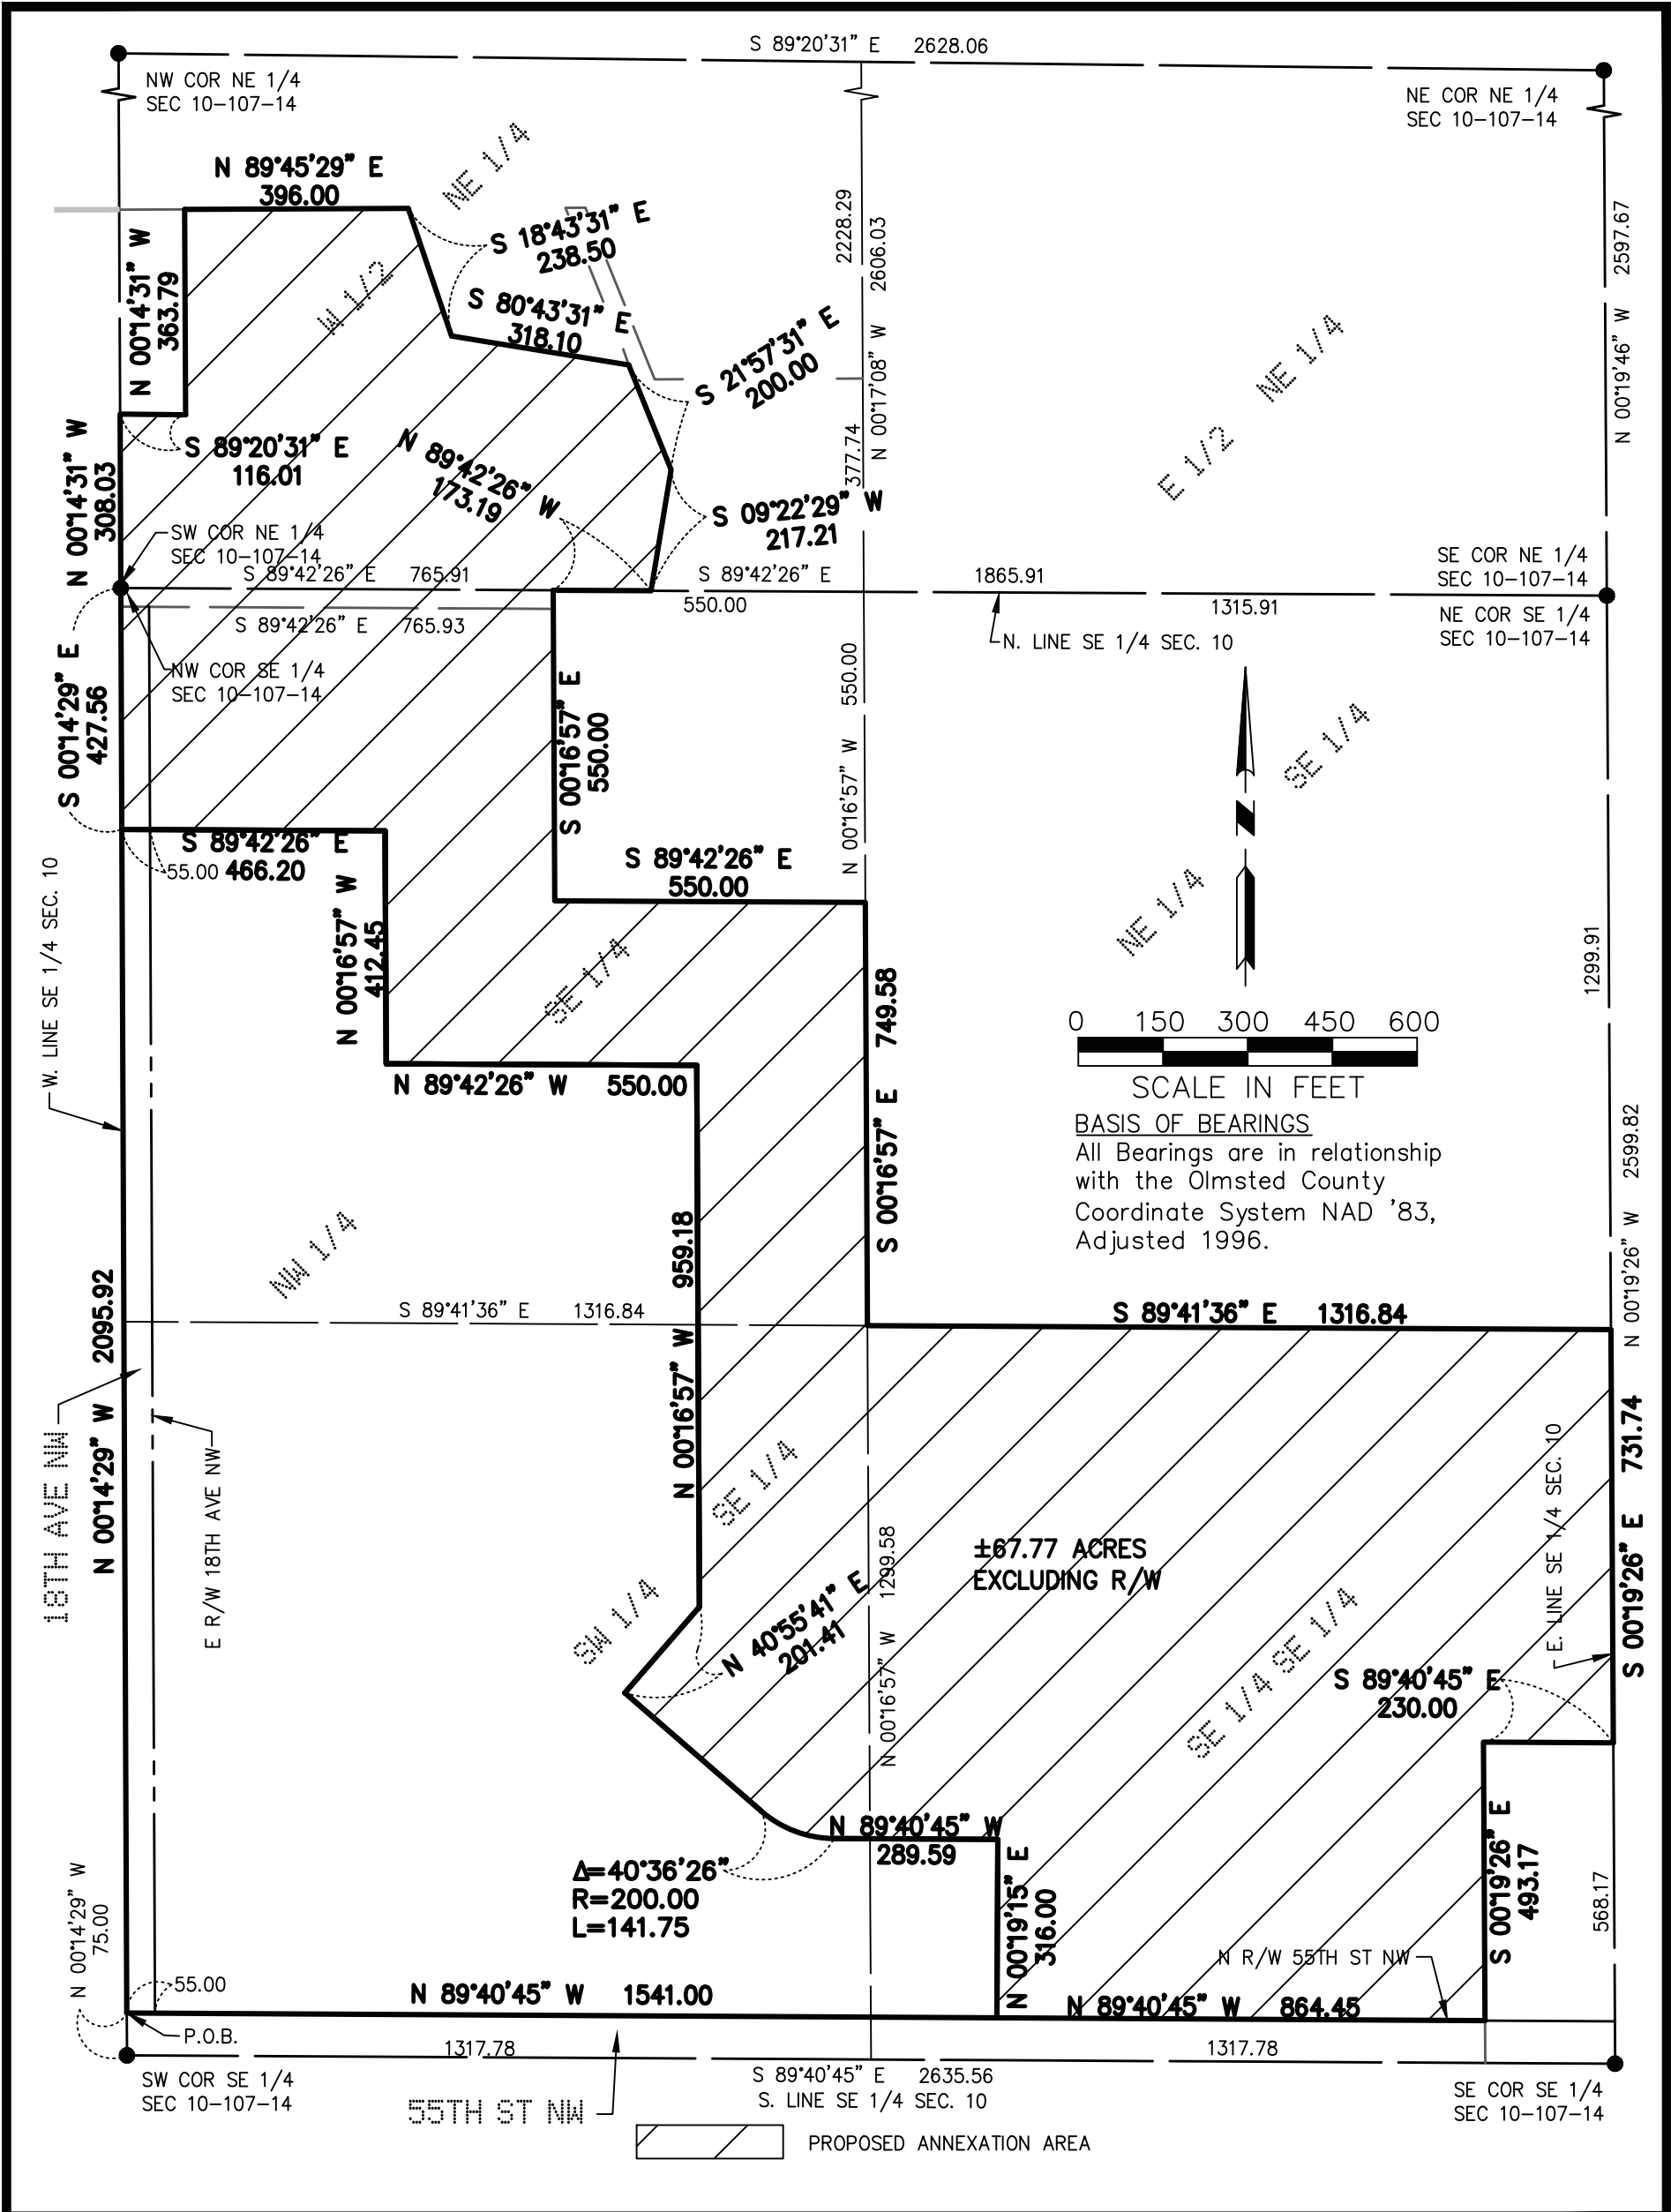 S 89°20'31" E 2628.06
NW COR NE 1/4
SEC 10-107-14
NE COR NE 1/4
SEC 10-107-14
N 89°45'29" E
396.00
NE 1/4
W 1/2
S 18°43'31" E
238.50
S 80°43'31" E
318.10
S 21°57'31" E
200.00
N 00°14'31" W
363.79
2228.29
2606.03
N 00°17'08" W
377.74
2597.67
N 00°19'46" W
E 1/2 NE 1/4
N 00°14'31" W
308.03
S 89°20'31" E
116.01
N 89°42'26" W
173.19
S 09°22'29" W
217.21
SW COR NE 1/4
SEC 10-107-14
S 89°42'26" E 765.91
S 89°42'26" E
1865.91
550.00
1315.91
SE COR NE 1/4
SEC 10-107-14
NE COR SE 1/4
SEC 10-107-14
S 89°42'26" E 765.93
N. LINE SE 1/4 SEC. 10
NW COR SE 1/4
SEC 10-107-14
S 00°14'29" E
427.56
S 00°16'57" E
550.00
N 00°16'57" W 550.00
NE 1/4 SE 1/4
S 89°42'26" E
55.00 466.20
S 89°42'26" E
550.00
N
W. LINE SE 1/4 SEC. 10
N 00°16'57" W
412.45
SE 1/4
NW 1/4
N 89°42'26" W 550.00
S 00°16'57" E 749.58
1299.91
0 150 300 450 600
SCALE IN FEET
BASIS OF BEARINGS
All Bearings are in relationship
with the Olmsted County
Coordinate System NAD '83,
Adjusted 1996.
N 00°19'26" W 2599.82
N 00°14'29" W 2095.92
18TH AVE NW
E R/W 18TH AVE NW
S 89°41'36" E 1316.84
N 00°16'57" W 959.18
S 89°41'36" E 1316.84
S 00°19'26" E 731.74
E. LINE SE 1/4 SEC. 10
SW 1/4
SE 1/4
N 40°55'41" E
201.41
N 00°16'57" W 1299.58
±67.77 ACRES
EXCLUDING R/W
SE 1/4 SE 1/4
S 89°40'45" E
230.00
S 00°19'26" E
493.17
568.17
N 89°40'45" W
289.59
Δ=40°36'26"
R=200.00
L=141.75
N 00°19'15" E
316.00
N R/W 55TH ST NW
N 00°14'29" W
75.00
55.00
N 89°40'45" W 1541.00
N 89°40'45" W 864.45
P.O.B.
1317.78
1317.78
SW COR SE 1/4
SEC 10-107-14
S 89°40'45" E 2635.56
S. LINE SE 1/4 SEC. 10
SE COR SE 1/4
SEC 10-107-14
55TH ST NW
PROPOSED ANNEXATION AREA